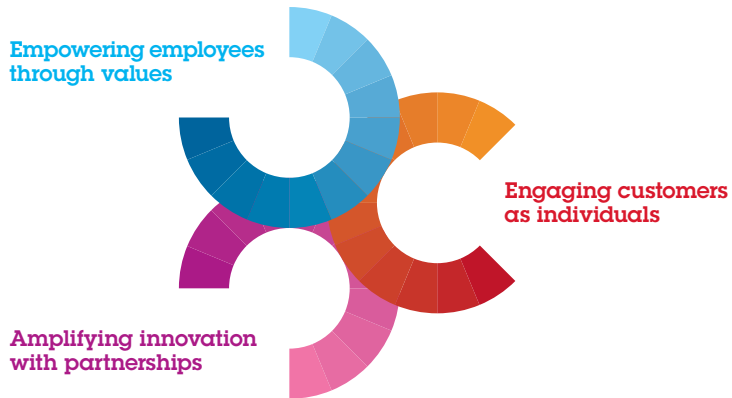 Empowering employees
through values
Engaging customers
as individuals
Amplifying innovation
with partnerships